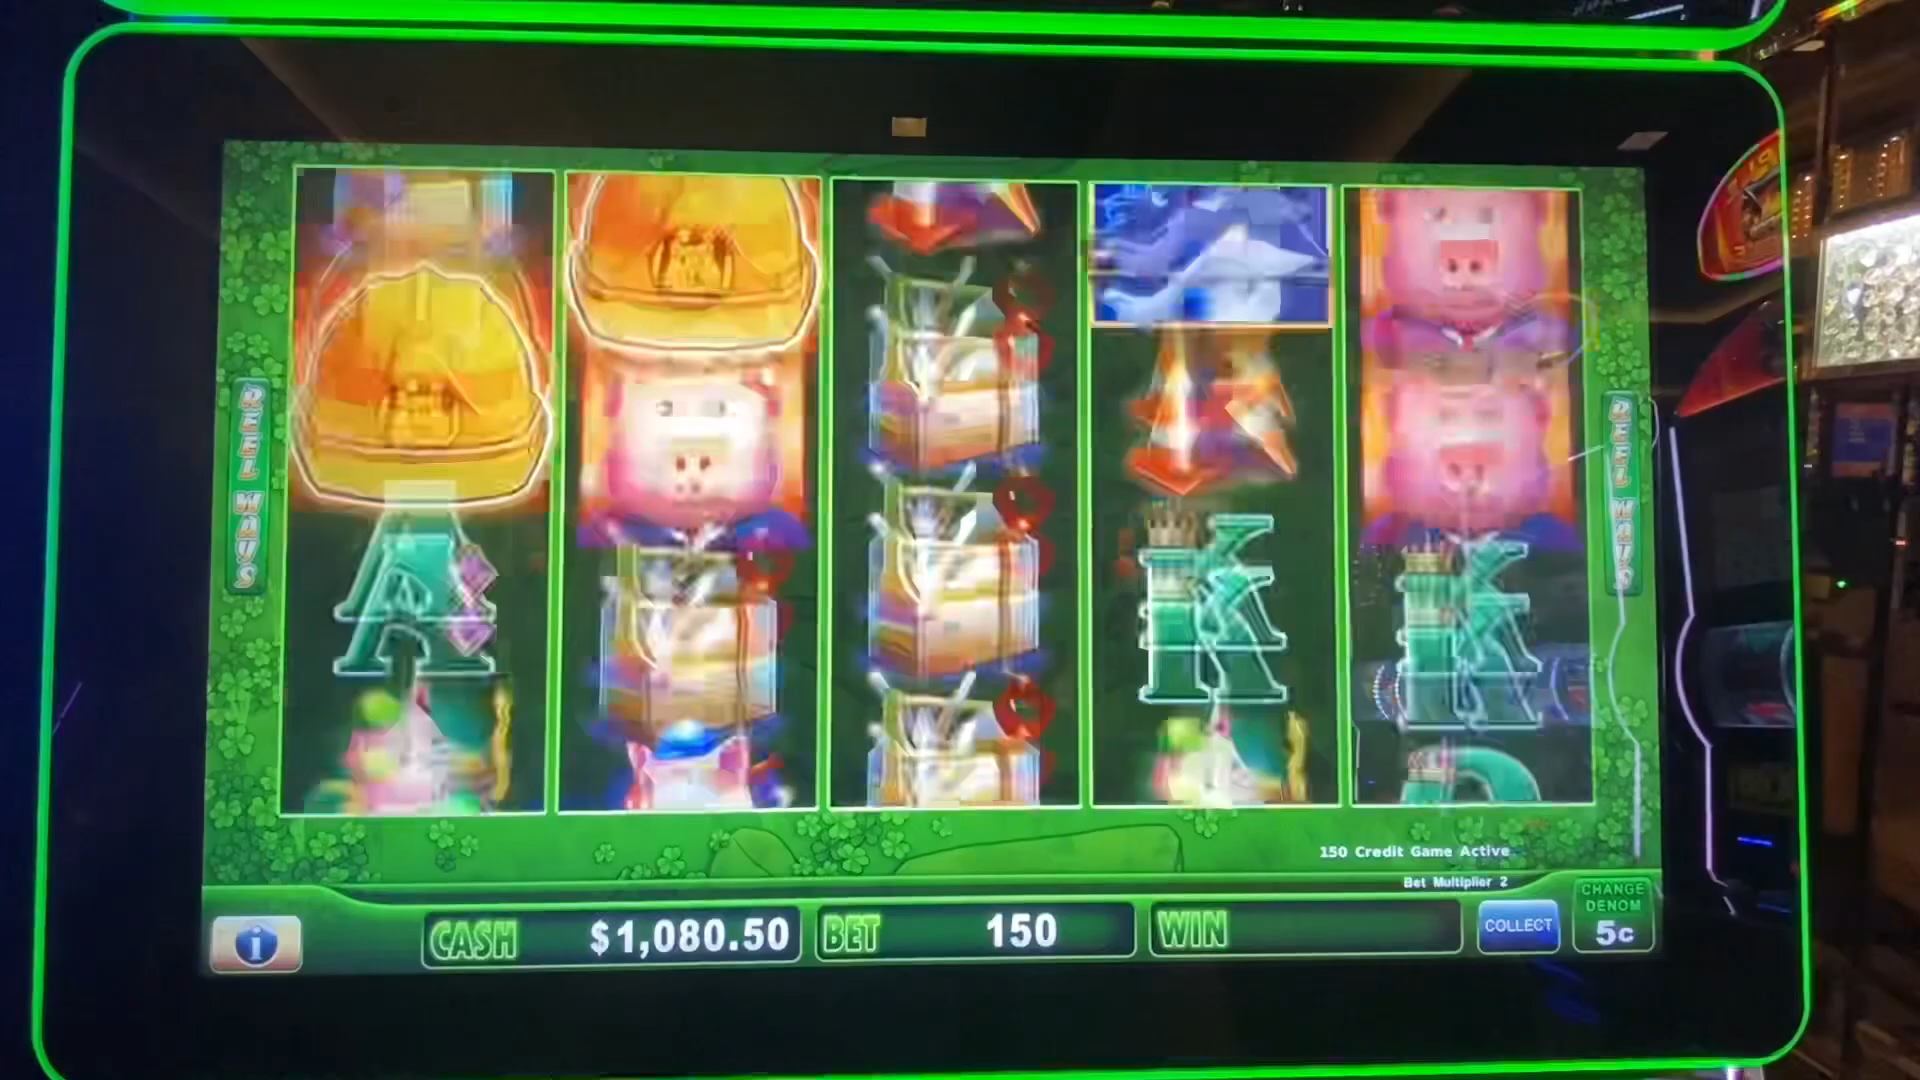 REEL WAYS
REEL WAYS
A
K
K
150 Credit Game Active
Bet Multiplier 2
CHANGE
DENOM
5c
CASH $1,080.50
BET 150
WIN
COLLECT
i